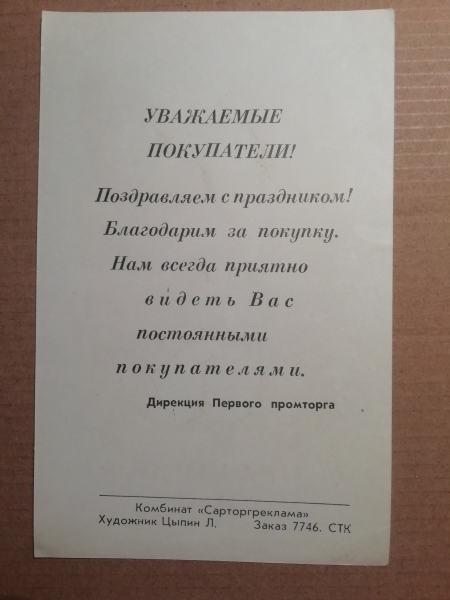 УВАЖАЕМЫЕ
ПОКУПАТЕЛИ!
Поздравляем с праздником!
Благодарим за покупку.
Нам всегда приятно
видеть Вас
постоянными
покупателями.
Дирекция Первого промторга
Комбинат «Сарторгреклама»
Художник Цыпин Л. Заказ 7746. СТК